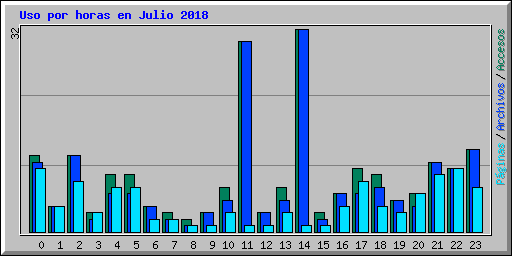 Uso por horas en Julio 2018
32
Páginas / Archivos / Accesos
0 1 2 3 4 5 6 7 8 9 10 11 12 13 14 15 16 17 18 19 20 21 22 23